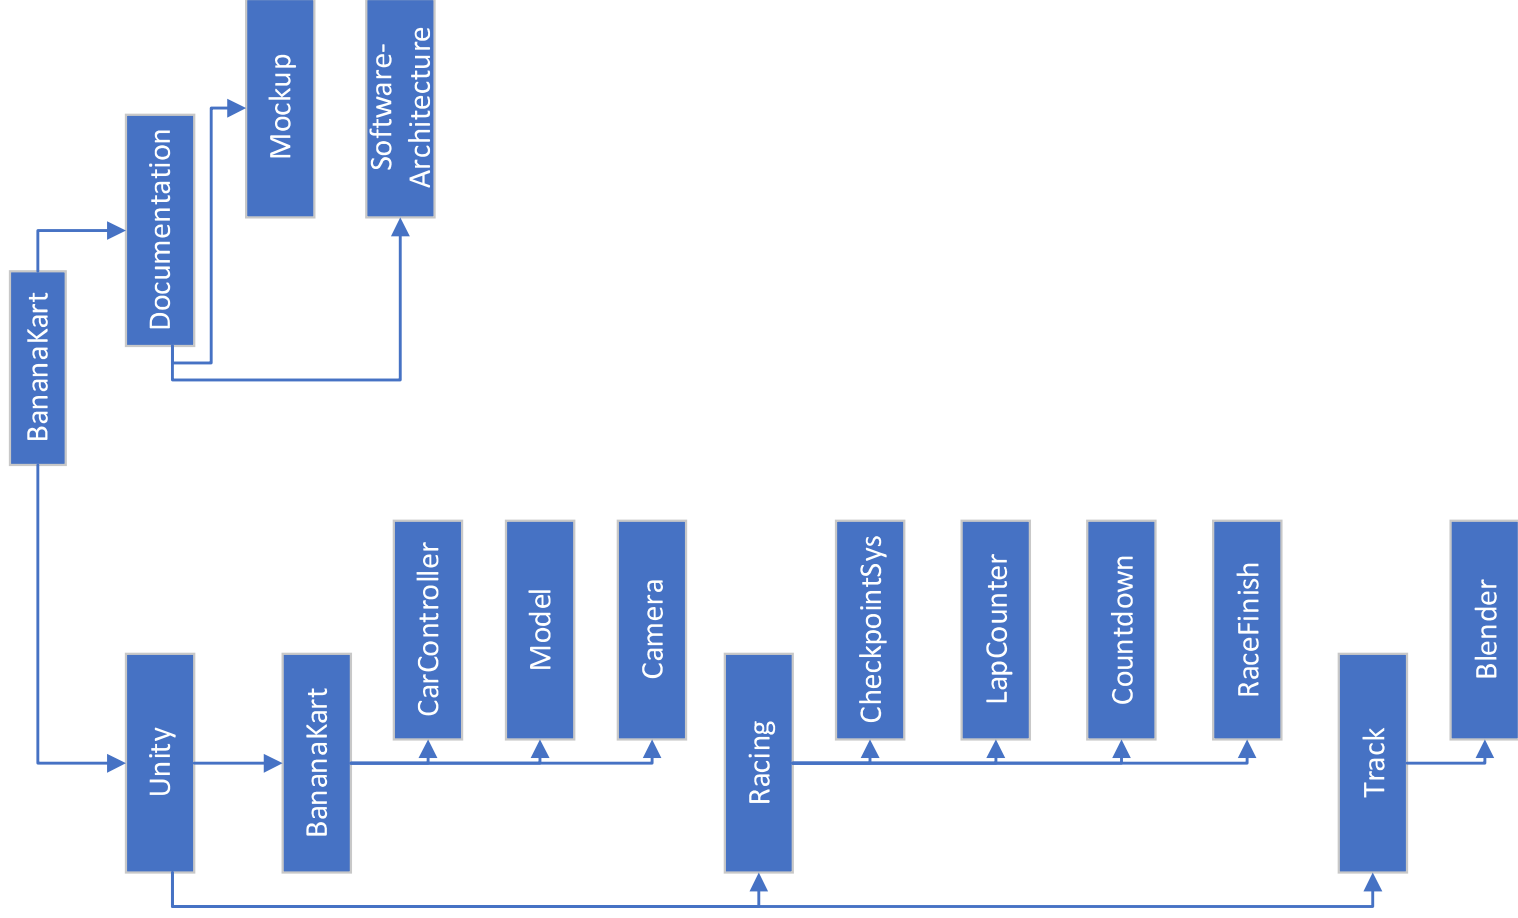 BananaKart
Unity
BananaKart
CarController
Model
Camera
Racing
CheckpointSys
LapCounter
Countdown
RaceFinish
Track
Blender
Documentation
Mockup
Software-
Architecture